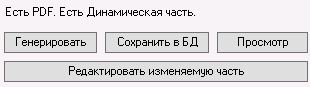 Есть PDF. Есть Динамическая часть.
Генерировать Сохранить в БД Просмотр
Редактировать изменяемую часть